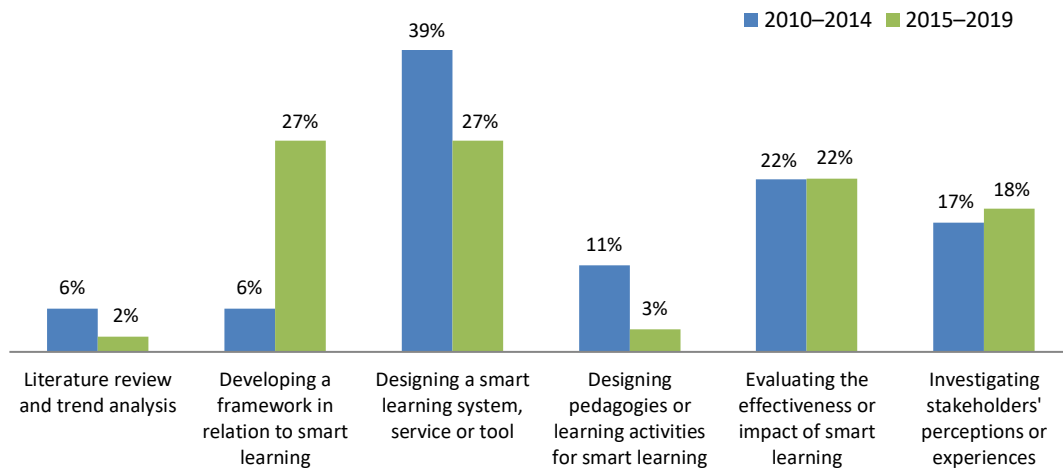 2010–2014 2015–2019
39%
27%
27%
22%
22%
17%
18%
11%
6%
6%
2%
3%
Literature review
and trend analysis
Developing a
framework in
relation to smart
learning
Designing a smart
learning system,
service or tool
Designing
pedagogies or
learning activities
for smart learning
Evaluating the
effectiveness or
impact of smart
learning
Investigating
stakeholders'
perceptions or
experiences